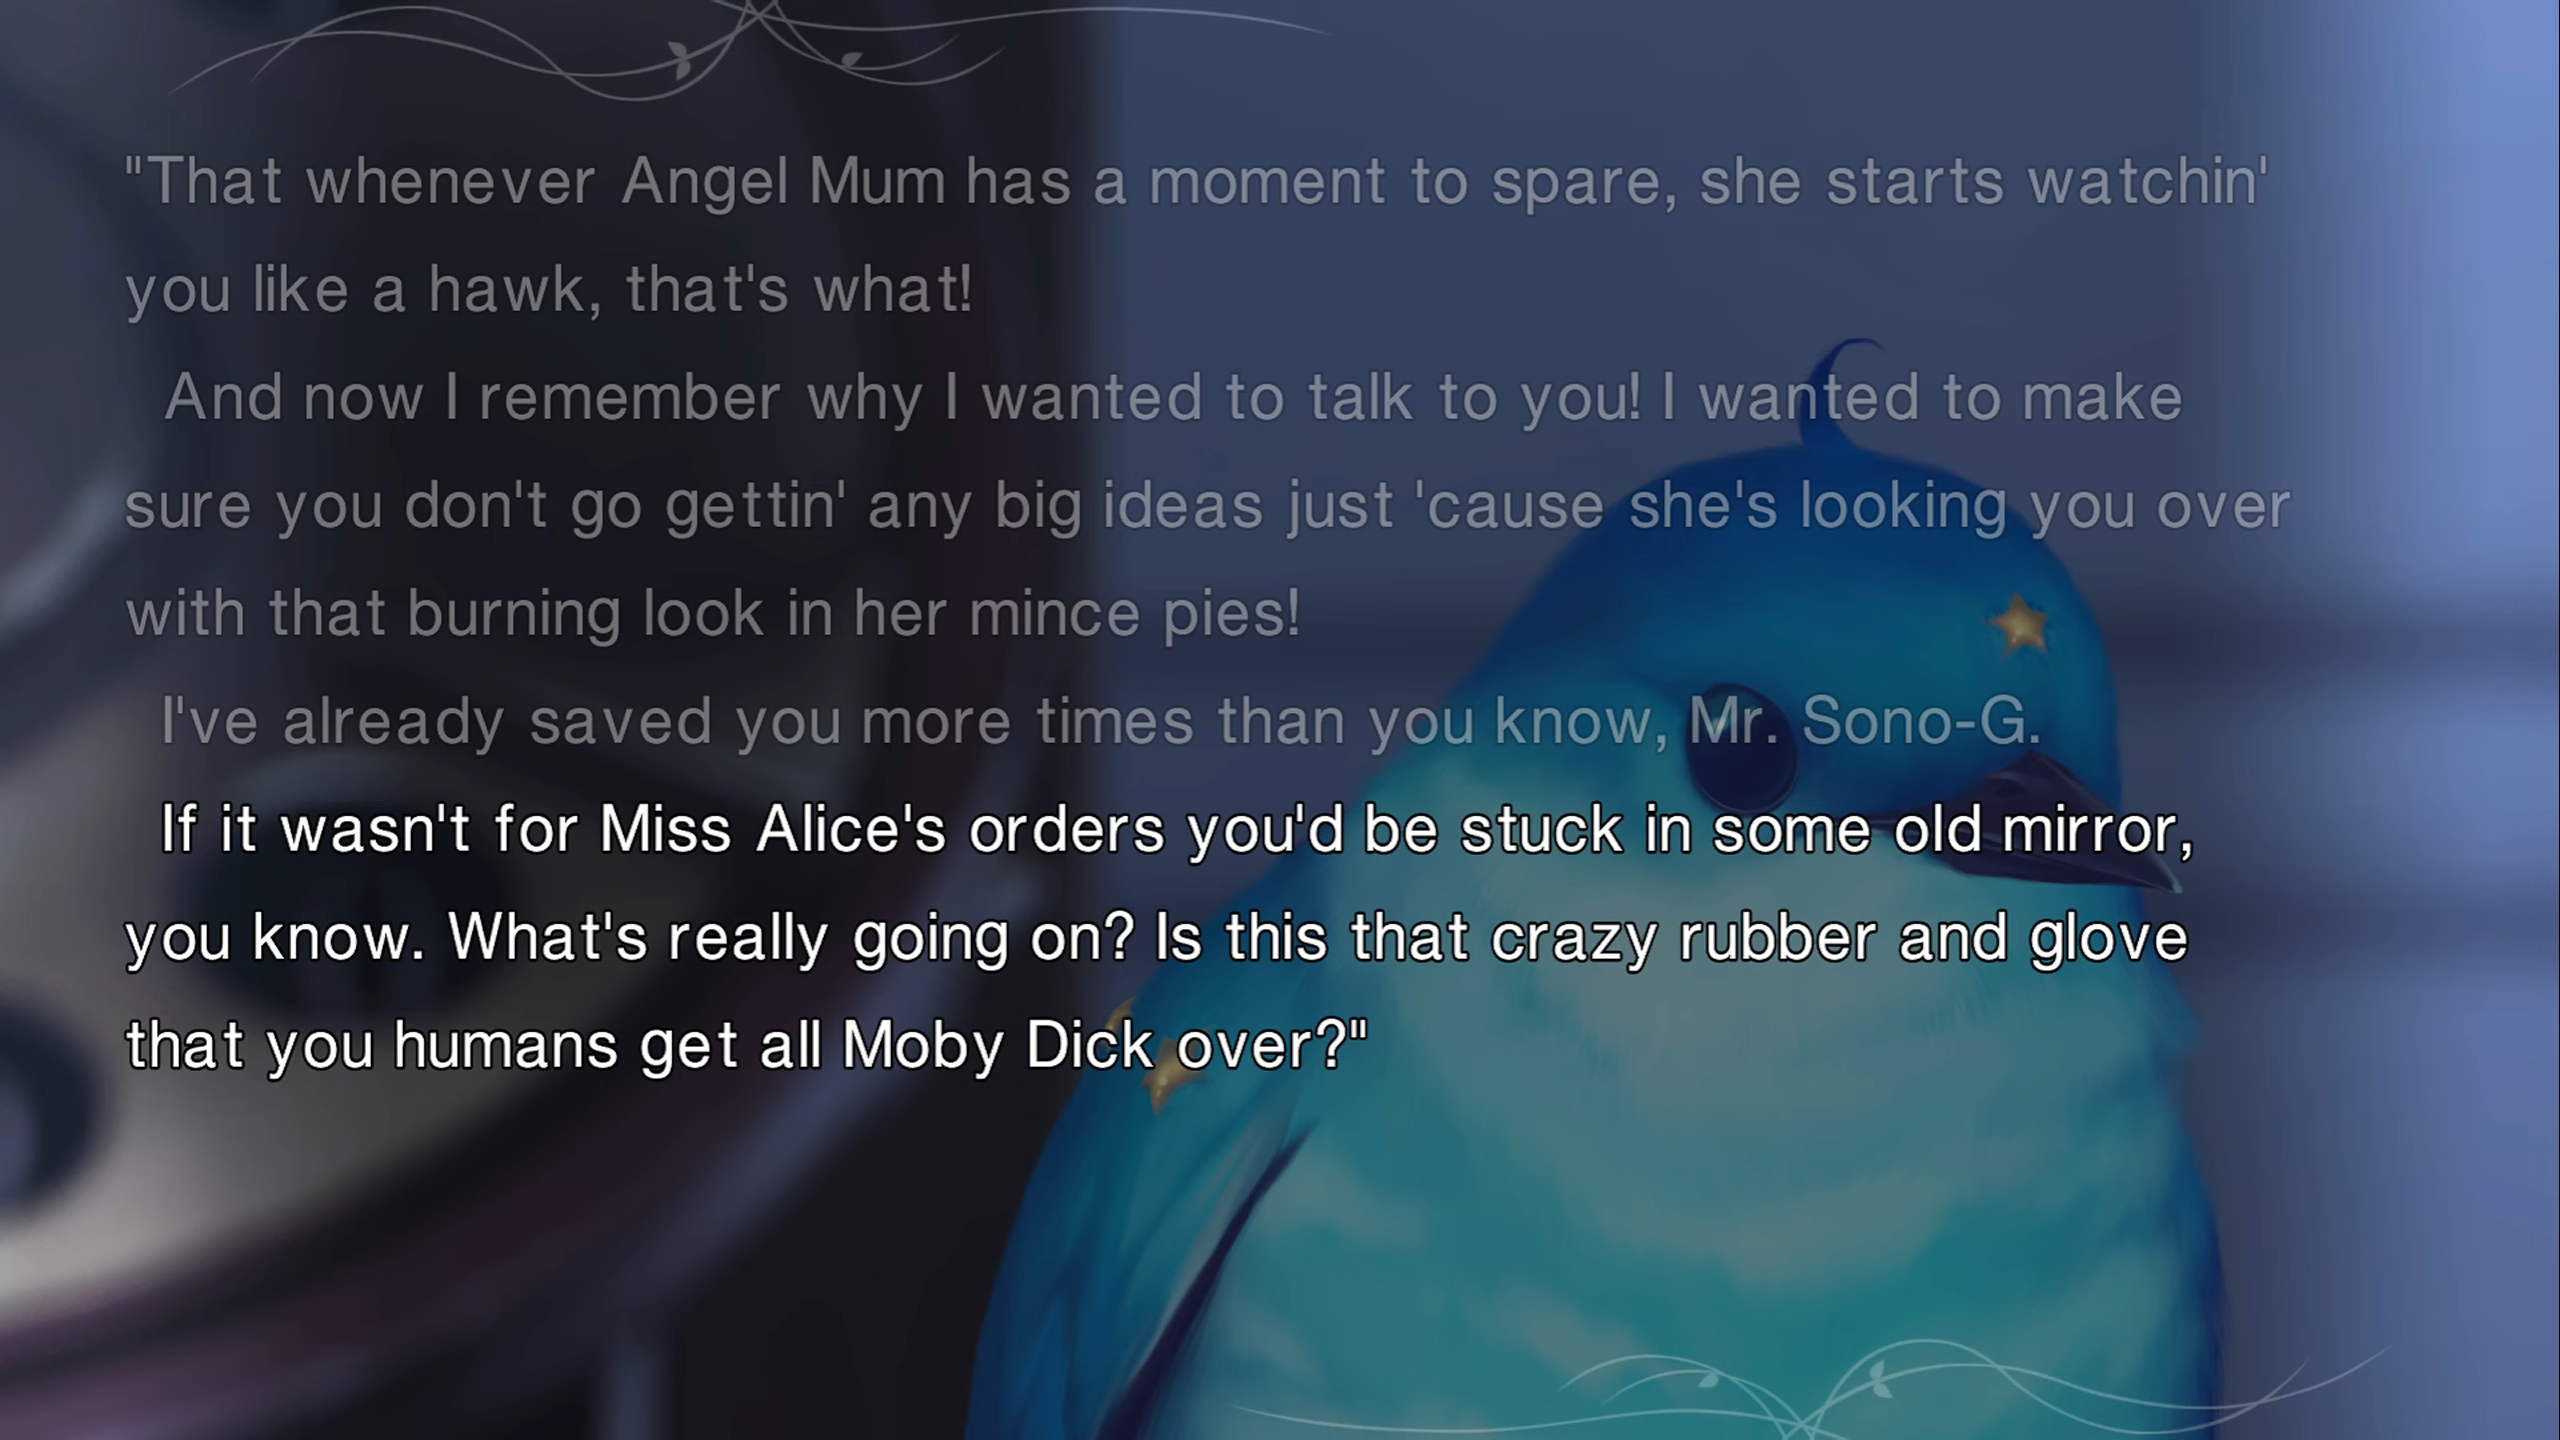 "That whenever Angel Mum has a moment to spare, she starts watchin'
you like a hawk, that's what!
And now I remember why I wanted to talk to you! I wanted to make
sure you don't go gettin' any big ideas just 'cause she's looking you over
with that burning look in her mince pies!
I've already saved you more times than you know, Mr. Sono-G.
If it wasn't for Miss Alice's orders you'd be stuck in some old mirror,
you know. What's really going on? Is this that crazy rubber and glove
that you humans get all Moby Dick over?"